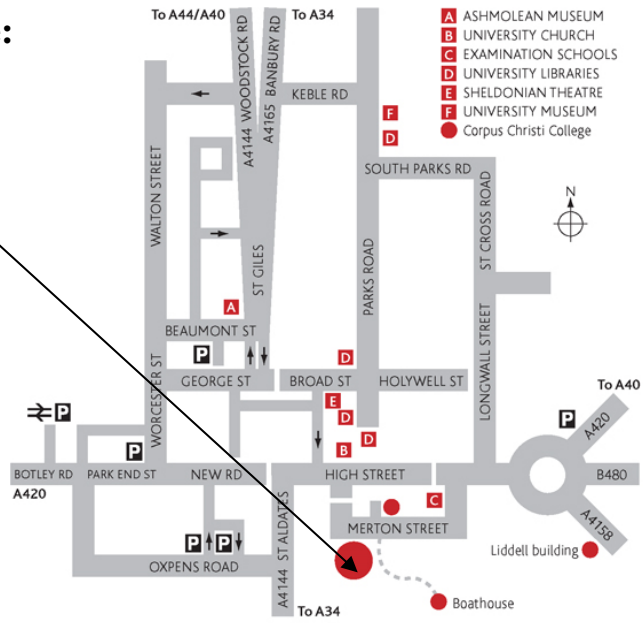 :
To A44/A40
To A34
A ASHMOLEAN MUSEUM
B UNIVERSITY CHURCH
C EXAMINATION SCHOOLS
D UNIVERSITY LIBRARIES
E SHELDONIAN THEATRE
F UNIVERSITY MUSEUM
Corpus Christi College
A4144 WOODSTOCK RD
A4165 BANBURY RD
KEBLE RD
F
D
SOUTH PARKS RD
WALTON STREET
ST CROSS ROAD
N
ST GILES
PARKS ROAD
A
BEAUMONT ST
P
D
LONGWALL STREET
GEORGE ST
BROAD ST
HOLYWELL ST
WORCESTER ST
E
D
To A40
P
P
A420
P
B
D
BOTLEY RD
PARK END ST
NEW RD
HIGH STREET
B480
A420
C
A4144 ST ALDATES
MERTON STREET
A4158
P
P
Liddell building
OXPENS ROAD
Boathouse
To A34